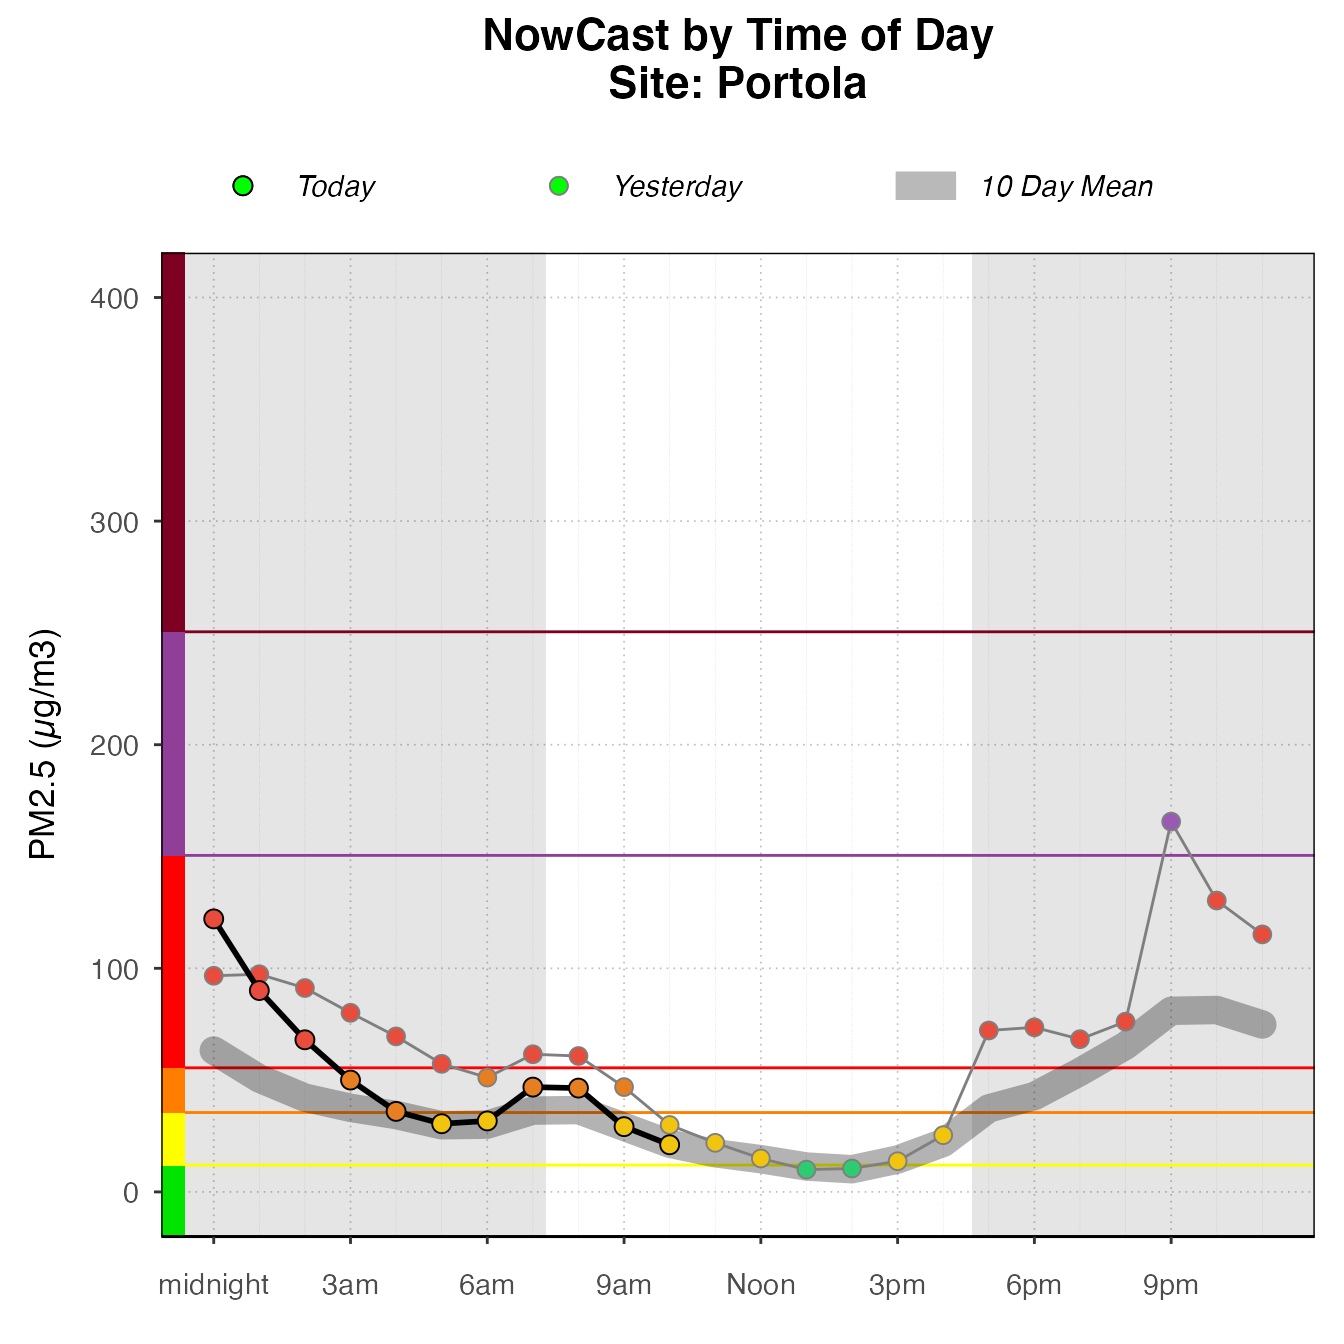 NowCast by Time of Day
Site: Portola
Today Yesterday 10 Day Mean
PM2.5 (µg/m3)
400
300
200
100
0
midnight 3am 6am 9am Noon 3pm 6pm 9pm